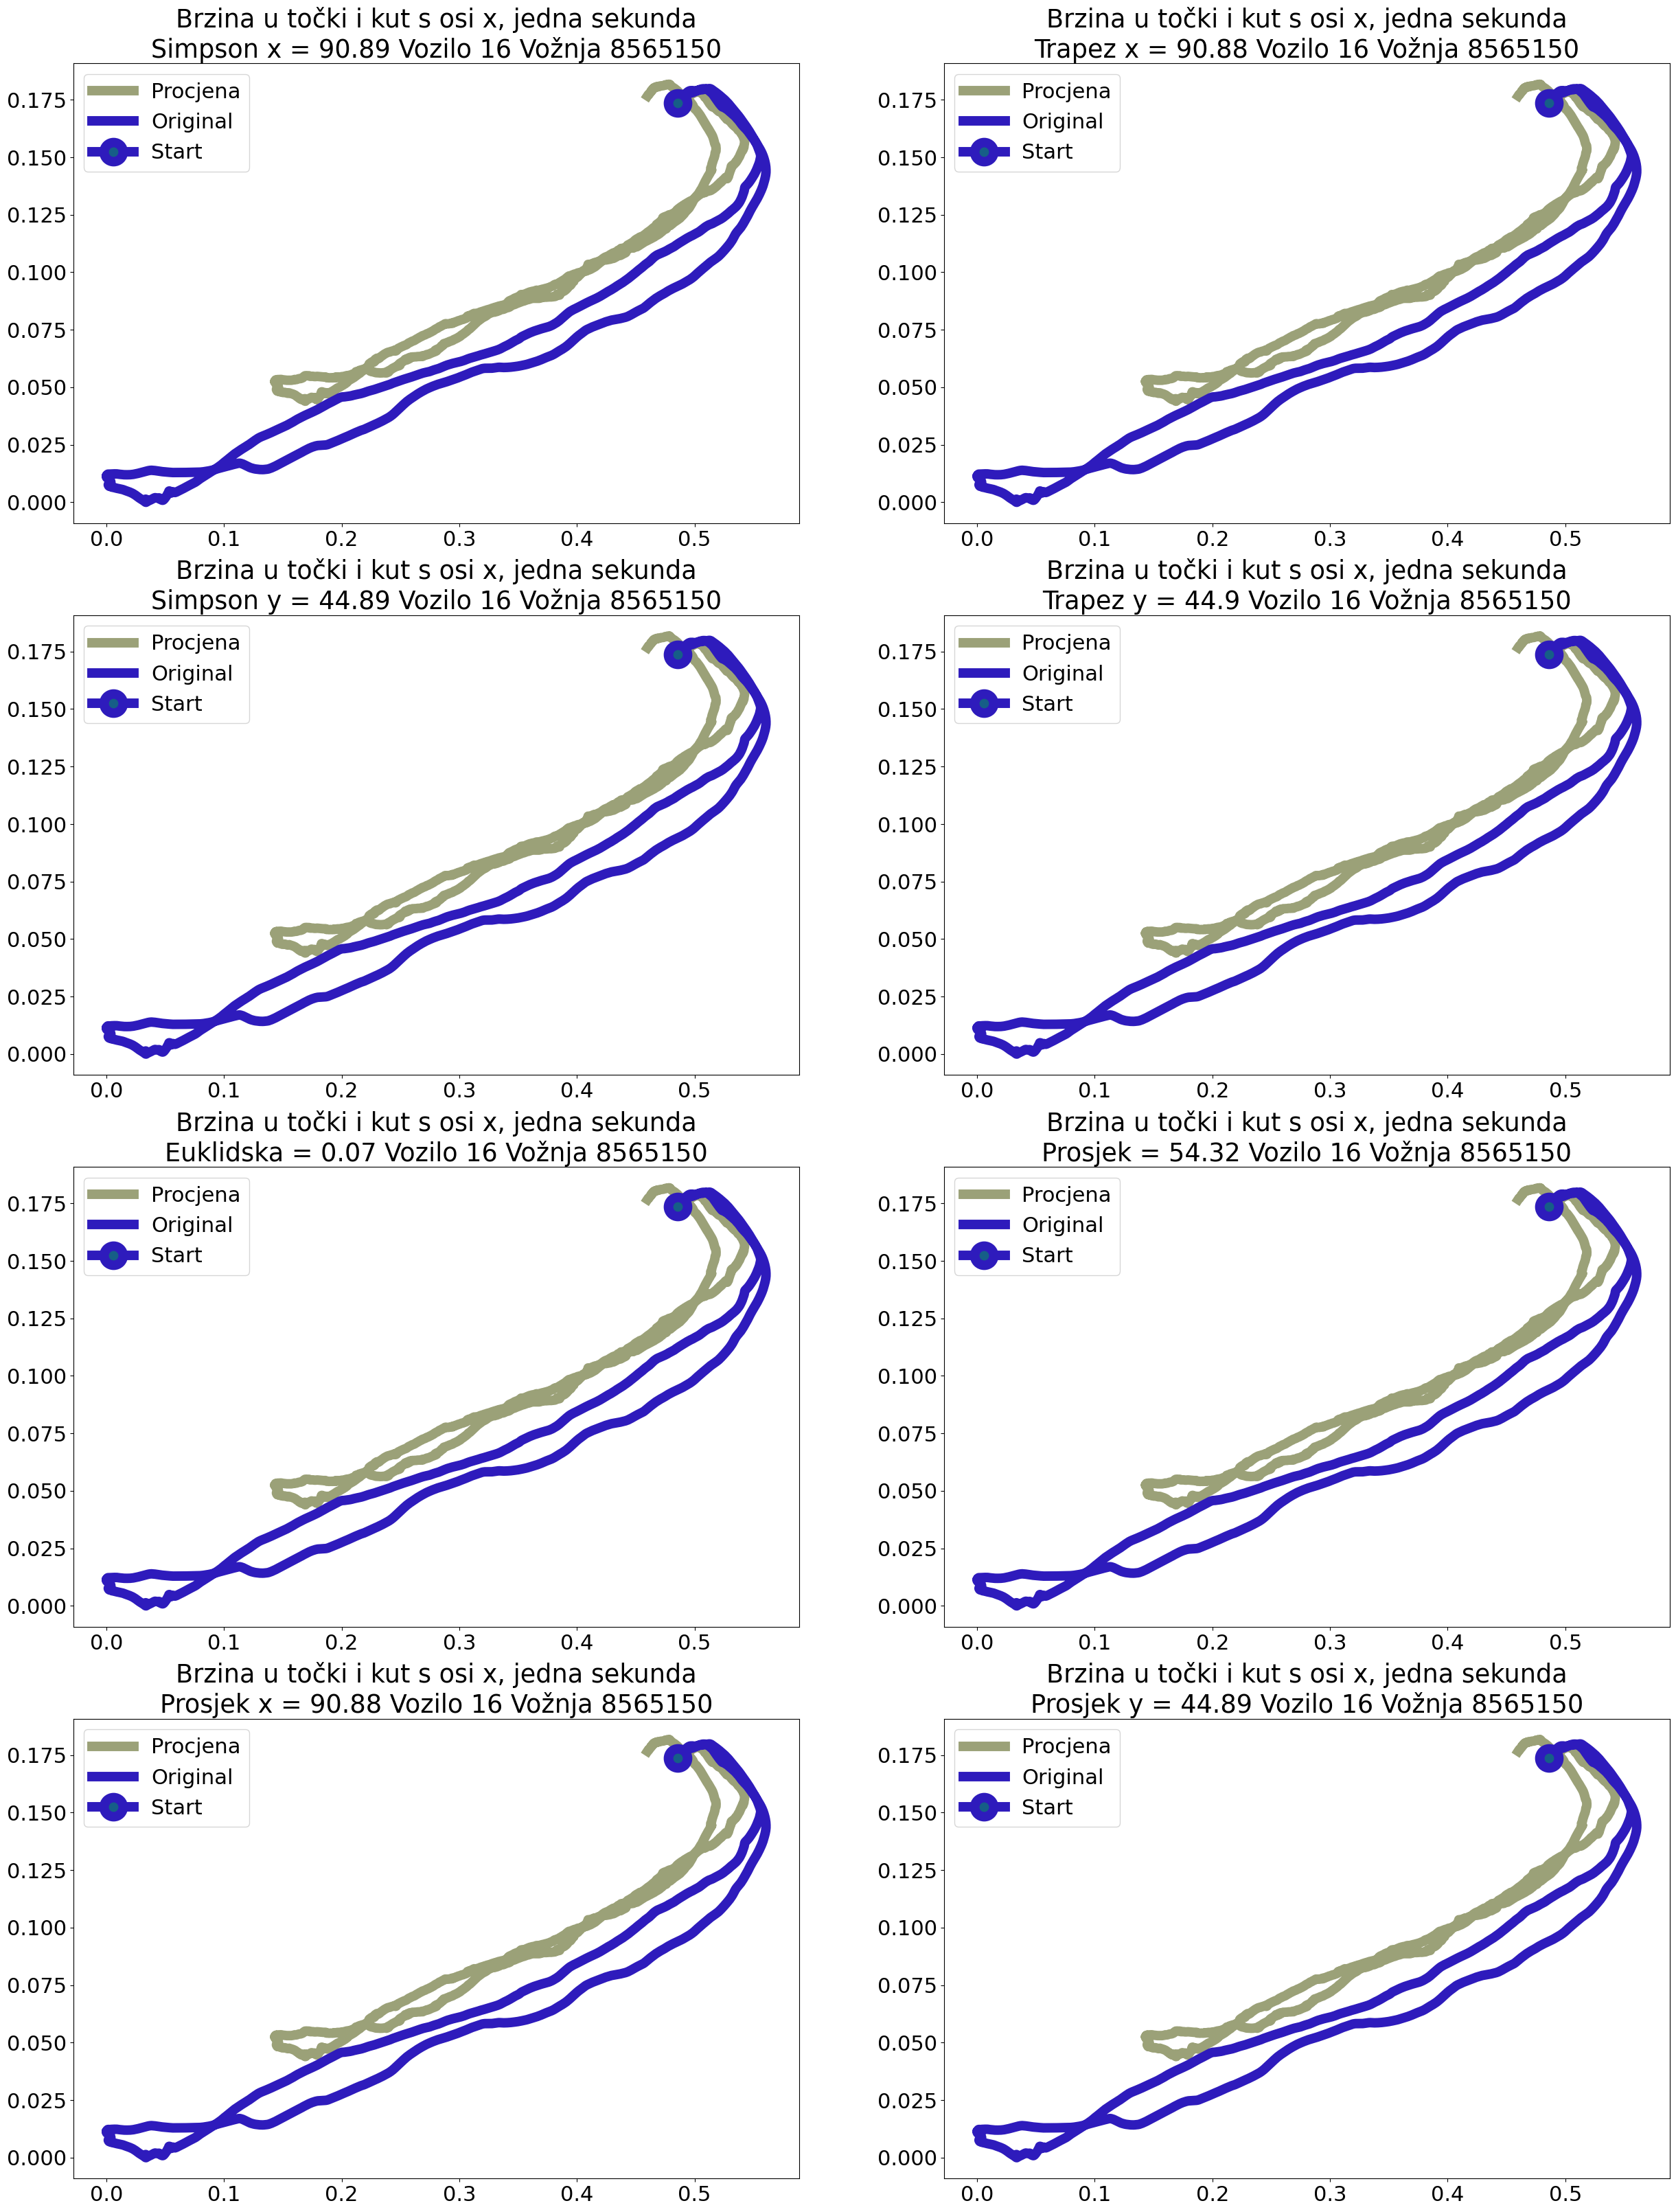 Brzina u točki i kut s osi x, jedna sekunda
Simpson x = 90.89 Vozilo 16 Vožnja 8565150
Procjena
Original
Start
0.175
0.150
0.125
0.100
0.075
0.050
0.025
0.000
0.0 0.1 0.2 0.3 0.4 0.5
Brzina u točki i kut s osi x, jedna sekunda
Trapez x = 90.88 Vozilo 16 Vožnja 8565150
Procjena
Original
Start
0.175
0.150
0.125
0.100
0.075
0.050
0.025
0.000
0.0 0.1 0.2 0.3 0.4 0.5
Brzina u točki i kut s osi x, jedna sekunda
Simpson y = 44.89 Vozilo 16 Vožnja 8565150
Procjena
Original
Start
0.175
0.150
0.125
0.100
0.075
0.050
0.025
0.000
0.0 0.1 0.2 0.3 0.4 0.5
Brzina u točki i kut s osi x, jedna sekunda
Trapez y = 44.9 Vozilo 16 Vožnja 8565150
Procjena
Original
Start
0.175
0.150
0.125
0.100
0.075
0.050
0.025
0.000
0.0 0.1 0.2 0.3 0.4 0.5
Brzina u točki i kut s osi x, jedna sekunda
Euklidska = 0.07 Vozilo 16 Vožnja 8565150
Procjena
Original
Start
0.175
0.150
0.125
0.100
0.075
0.050
0.025
0.000
0.0 0.1 0.2 0.3 0.4 0.5
Brzina u točki i kut s osi x, jedna sekunda
Prosjek = 54.32 Vozilo 16 Vožnja 8565150
Procjena
Original
Start
0.175
0.150
0.125
0.100
0.075
0.050
0.025
0.000
0.0 0.1 0.2 0.3 0.4 0.5
Brzina u točki i kut s osi x, jedna sekunda
Prosjek x = 90.88 Vozilo 16 Vožnja 8565150
Procjena
Original
Start
0.175
0.150
0.125
0.100
0.075
0.050
0.025
0.000
0.0 0.1 0.2 0.3 0.4 0.5
Brzina u točki i kut s osi x, jedna sekunda
Prosjek y = 44.89 Vozilo 16 Vožnja 8565150
Procjena
Original
Start
0.175
0.150
0.125
0.100
0.075
0.050
0.025
0.000
0.0 0.1 0.2 0.3 0.4 0.5